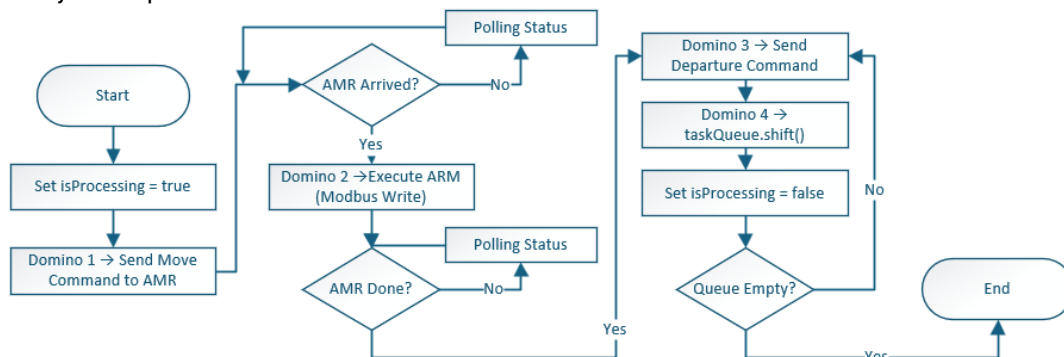 Start
Set isProcessing = true
Domino 1 → Send Move
Command to AMR
Polling Status
AMR Arrived?
No
Yes
Domino 2 →Execute ARM
(Modbus Write)
Polling Status
AMR Done?
No
Yes
Domino 3 → Send
Departure Command
Domino 4 →
taskQueue.shift()
Set isProcessing = false
No
Queue Empty?
Yes
End